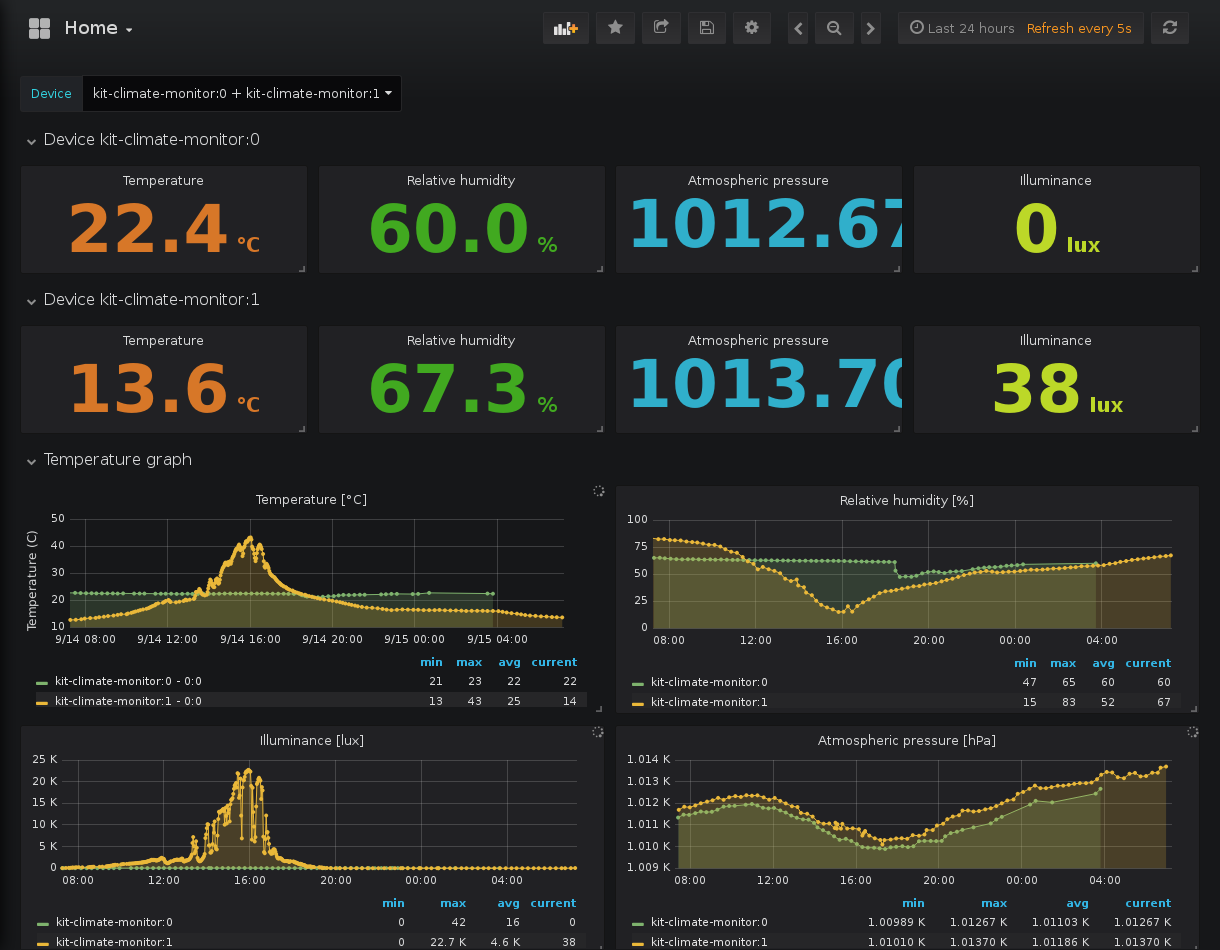 Home
Last 24 hours Refresh every 5s
Device kit-climate-monitor:0 + kit-climate-monitor:1
Device kit-climate-monitor:0
Temperature Relative humidity Atmospheric pressure Illuminance
22.4 °C 60.0 % 1012.67 0 lux
Device kit-climate-monitor:1
Temperature Relative humidity Atmospheric pressure Illuminance
13.6 °C 67.3 % 1013.70 38 lux
Temperature graph
Temperature [°C]
Temperature (C)
50
40
30
20
10
9/14 08:00 9/14 12:00 9/14 16:00 9/14 20:00 9/15 00:00 9/15 04:00
min max avg current
kit-climate-monitor:0 - 0:0 21 23 22 22
kit-climate-monitor:1 - 0:0 13 43 25 14
Relative humidity [%]
100
75
50
25
0
08:00 12:00 16:00 20:00 00:00 04:00
min max avg current
kit-climate-monitor:0 47 65 60 60
kit-climate-monitor:1 15 83 52 67
Illuminance [lux]
25 K
20 K
15 K
10 K
5 K
0
08:00 12:00 16:00 20:00 00:00 04:00
min max avg current
kit-climate-monitor:0 0 42 16 0
kit-climate-monitor:1 0 22.7 K 4.6 K 38
Atmospheric pressure [hPa]
1.014 K
1.013 K
1.012 K
1.011 K
1.010 K
1.009 K
08:00 12:00 16:00 20:00 00:00 04:00
min max avg current
kit-climate-monitor:0 1.00989 K 1.01267 K 1.01103 K 1.01267 K
kit-climate-monitor:1 1.01010 K 1.01370 K 1.01186 K 1.01370 K